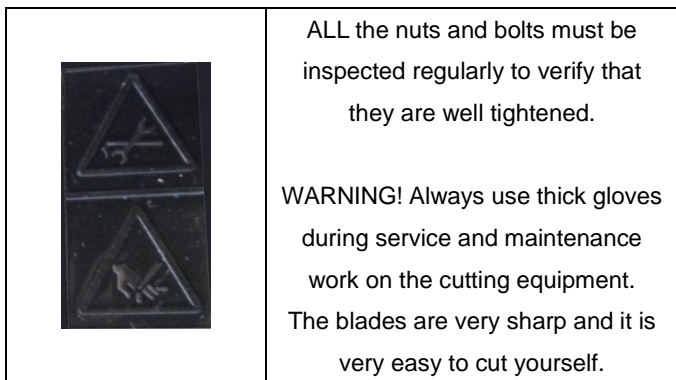 ALL the nuts and bolts must be
inspected regularly to verify that
they are well tightened.
WARNING! Always use thick gloves
during service and maintenance
work on the cutting equipment.
The blades are very sharp and it is
very easy to cut yourself.